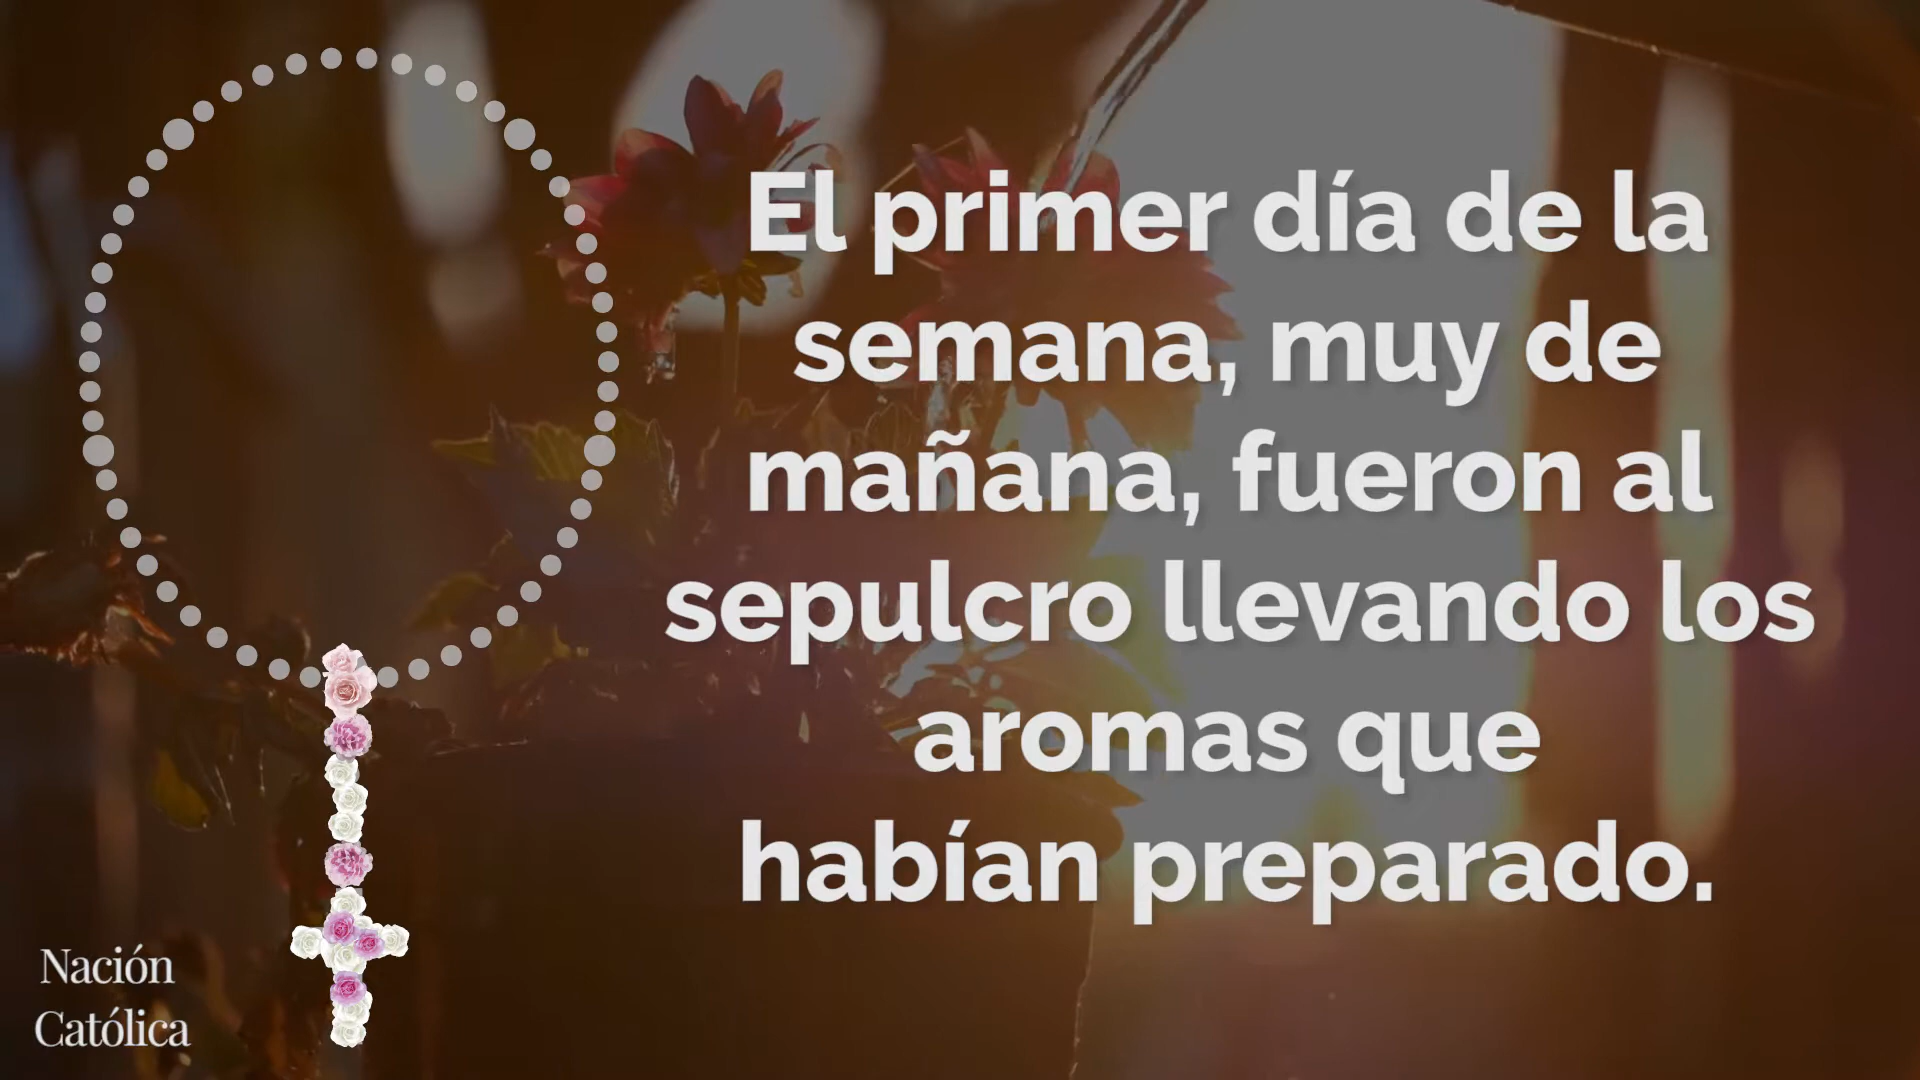 El primer día de la
semana, muy de
mañana, fueron al
sepulcro llevando los
aromas que
habían preparado.
Nación
Católica